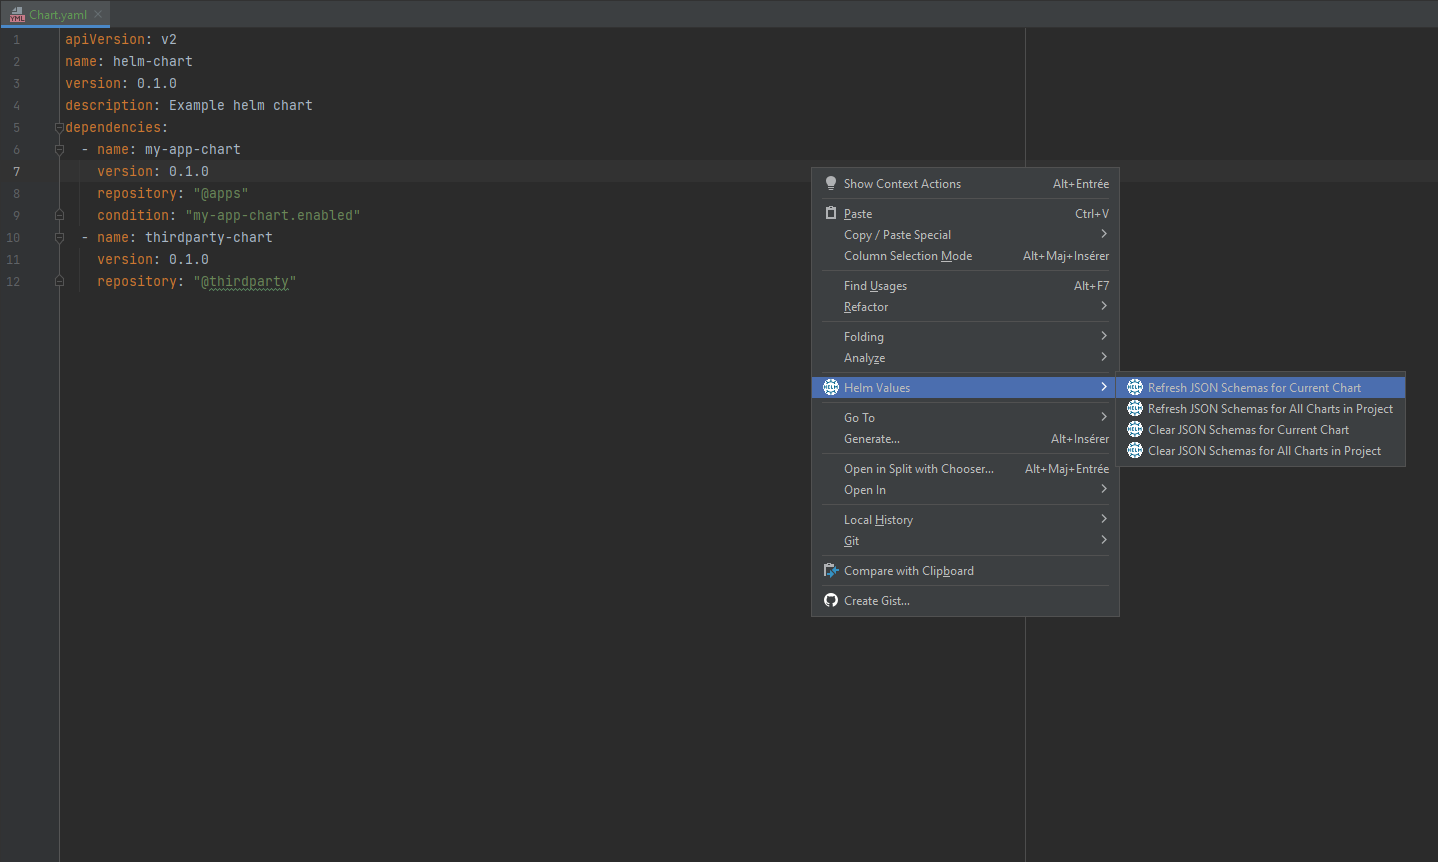 Chart.yaml
1 apiVersion: v2
2 name: helm-chart
3 version: 0.1.0
4 description: Example helm chart
5 dependencies:
6 - name: my-app-chart
7 version: 0.1.0
8 repository: "@apps"
9 condition: "my-app-chart.enabled"
10 - name: thirdparty-chart
11 version: 0.1.0
12 repository: "@thirdparty"
Show Context Actions Alt+Entrée
Paste Ctrl+V
Copy / Paste Special
Column Selection Mode Alt+Maj+Insérer
Find Usages Alt+F7
Refactor
Folding
Analyze
Helm Values
Go To
Generate... Alt+Insérer
Open in Split with Chooser... Alt+Maj+Entrée
Open In
Local History
Git
Compare with Clipboard
Create Gist...
HELM Refresh JSON Schemas for Current Chart
HELM Refresh JSON Schemas for All Charts in Project
HELM Clear JSON Schemas for Current Chart
HELM Clear JSON Schemas for All Charts in Project